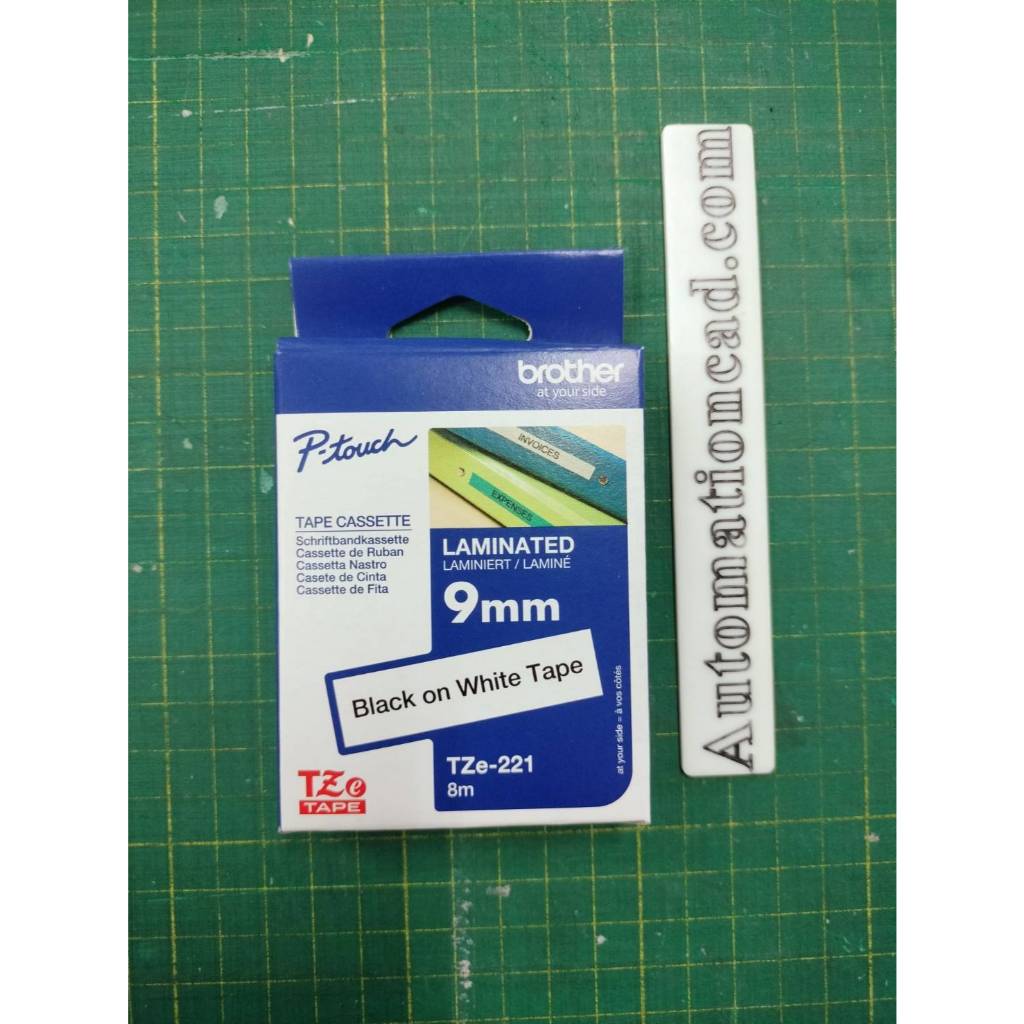 brother
at your side
P-touch
INVOICES
EXPENSES
TAPE CASSETTE
Schriftbandkassette
Cassette de Ruban
Cassetta Nastro
Casete de Cinta
Cassette de Fita
LAMINATED
LAMINIERT / LAMINÉ
9mm
Black on White Tape
at your side = à vos côtés
TZe-221
8m
TZe
TAPE
Automationcad.com